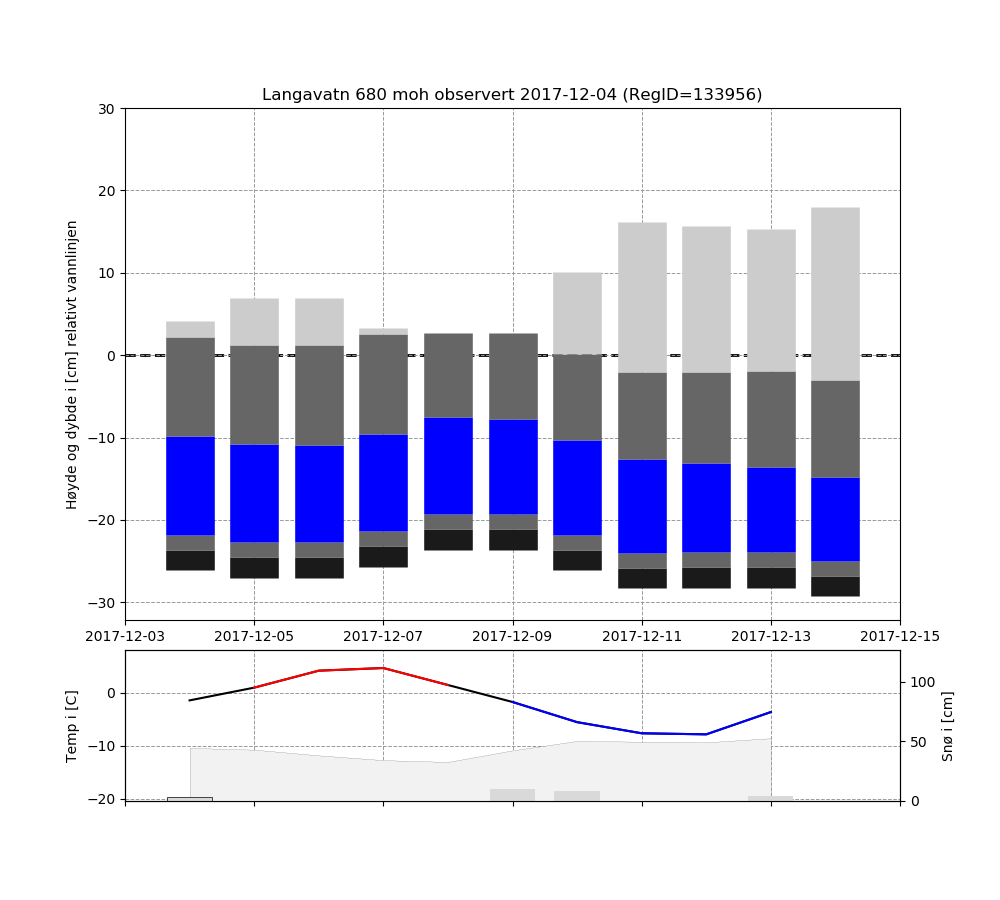 Langavatn 680 moh observert 2017-12-04 (RegID=133956)
Høyde og dybde i [cm] relativt vannlinjen
30
20
10
0
−10
−20
−30
2017-12-03 2017-12-05 2017-12-07 2017-12-09 2017-12-11 2017-12-13 2017-12-15
Temp i [C]
0
−10
−20
100
50
0
Snø i [cm]